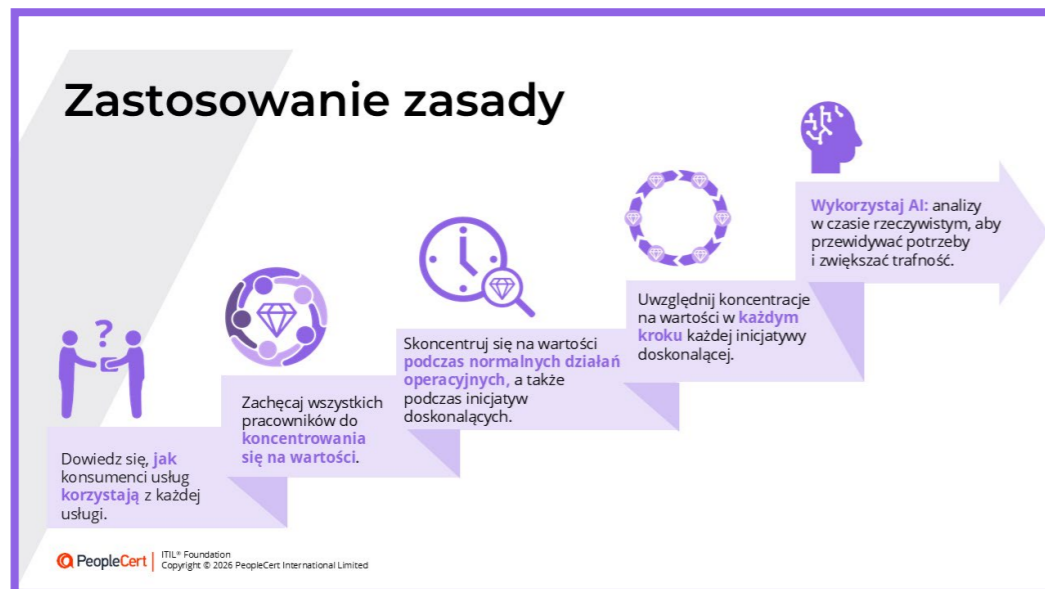 Zastosowanie zasady
?
Dowiedz się, jak
konsumenci usług
korzystają z każdej
usługi.
Zachęcaj wszystkich
pracowników do
koncentrowania
się na wartości.
Skoncentruj się na wartości
podczas normalnych działań
operacyjnych, a także
podczas inicjatyw
doskonalących.
Uwzględnij koncentracje
na wartości w każdym
kroku każdej inicjatywy
doskonalącej.
Wykorzystaj AI: analizy
w czasie rzeczywistym, aby
przewidywać potrzeby
i zwiększać trafność.
PeopleCert
ITIL® Foundation
Copyright © 2026 PeopleCert International Limited